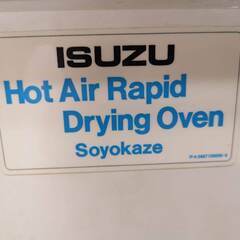 ISUZU
Hot Air Rapid
Drying Oven
Soyokaze